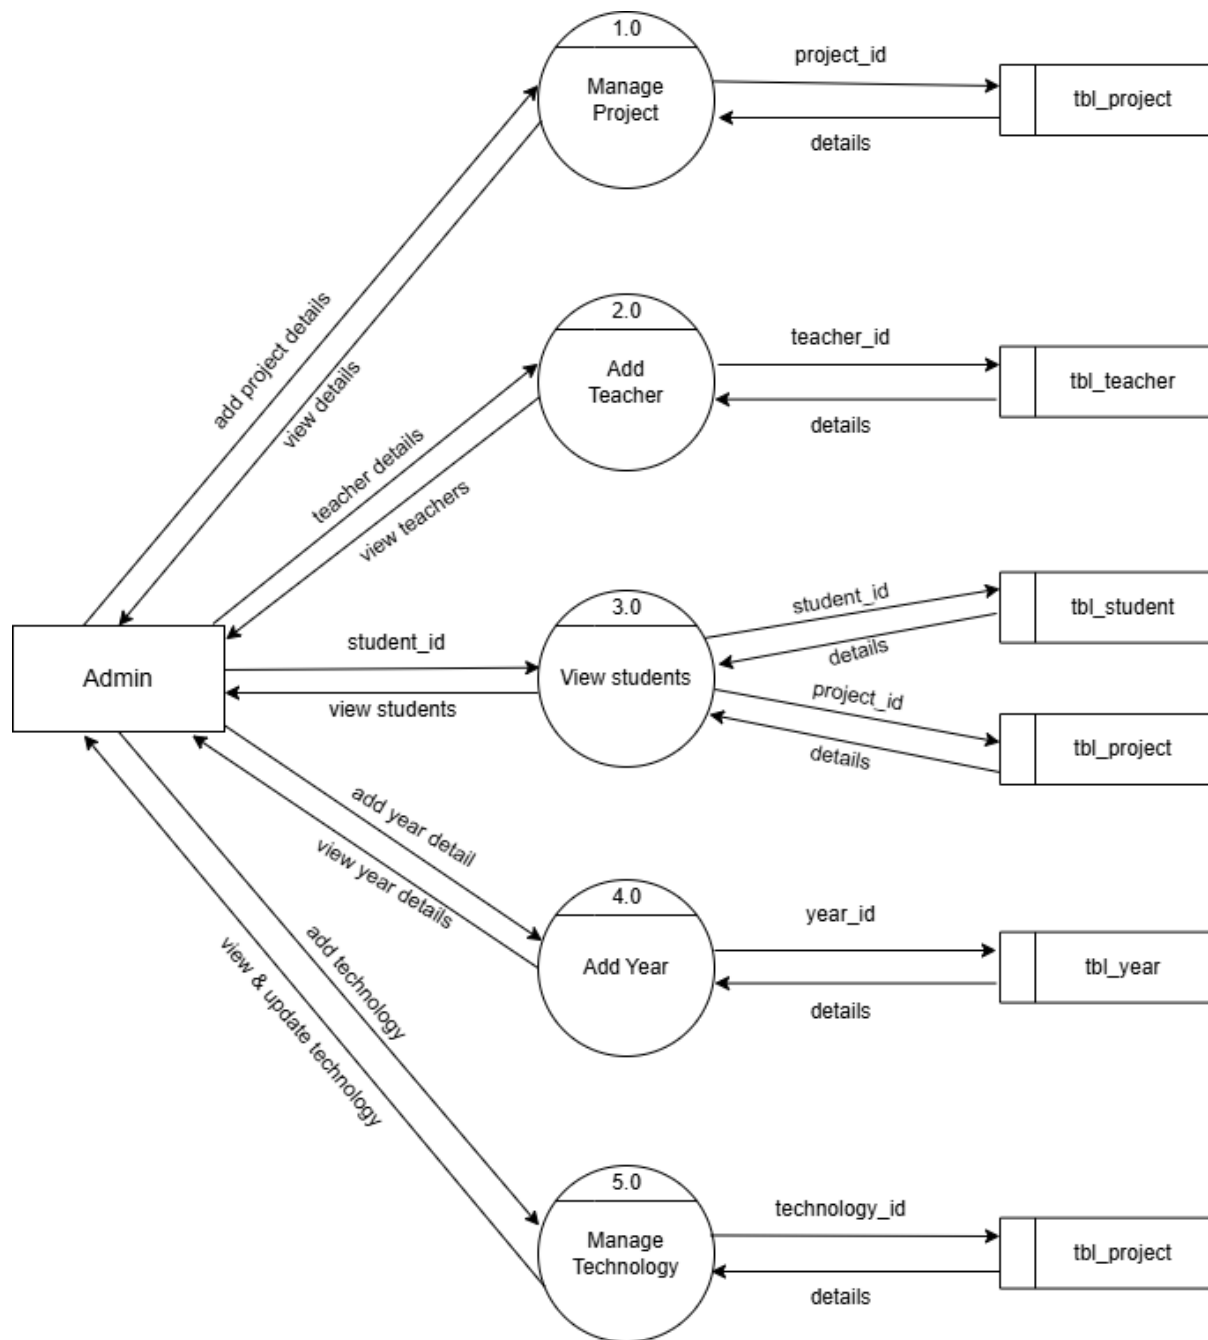 1.0
Manage
Project
project_id
details
tbl_project
add project details
view details
2.0
Add
Teacher
teacher_id
details
tbl_teacher
teacher details
view teachers
Admin
student_id
view students
3.0
View students
student_id
details
tbl_student
project_id
details
tbl_project
add year detail
view year details
4.0
Add Year
year_id
details
tbl_year
add technology
view & update technology
5.0
Manage
Technology
technology_id
details
tbl_project